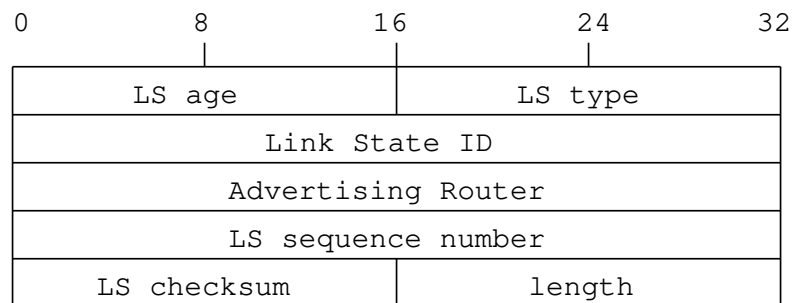 0 8 16 24 32
LS age LS type
Link State ID
Advertising Router
LS sequence number
LS checksum length